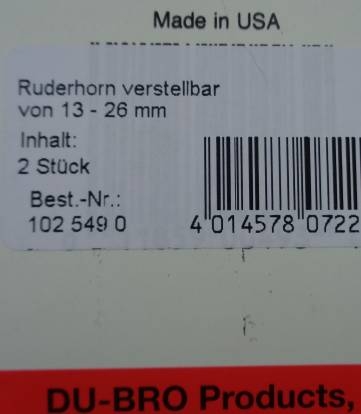 Made in USA
Ruderhorn verstellbar
von 13 - 26 mm
Inhalt:
2 Stück
Best.-Nr.:
102 549 0
4 014578 0722
DU-BRO Products,